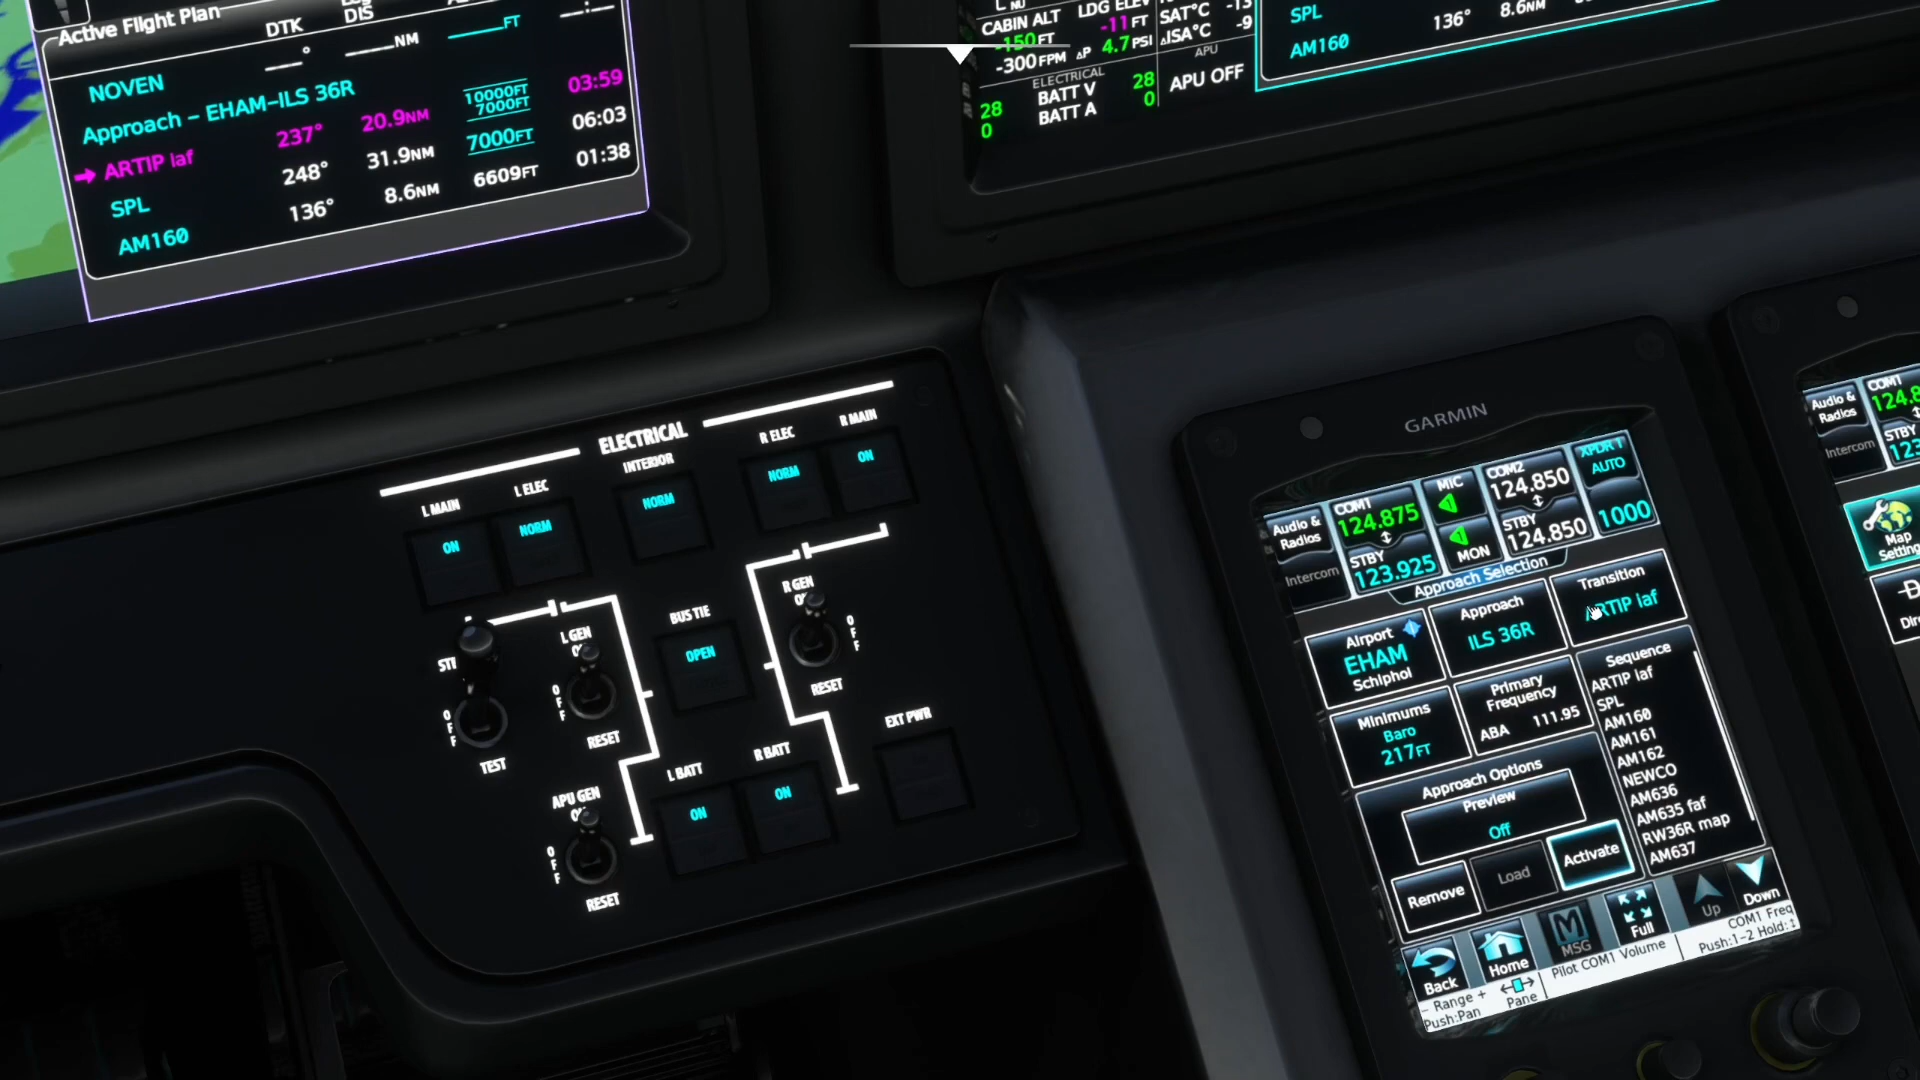 Active Flight Plan
DTK
DIS
NM
FT
NOVEN
Approach – EHAM–ILS 36R
ARTIP iaf 237° 20.9NM 10000FT 7000FT 03:59
SPL 248° 31.9NM 7000FT 06:03
AM160 136° 8.6NM 6609FT 01:38
CABIN ALT
-150FT
-300FPM
LDG ELEV
-11FT
ΔP 4.7PSI
SAT°C -13
ΔISA°C -9
ELECTRICAL
28 BATT V 28
0 BATT A 0
APU
APU OFF
SPL
AM160 136° 8.6NM
ELECTRICAL
L MAIN
ON
L ELEC
NORM
INTERIOR
NORM
R ELEC
NORM
R MAIN
ON
L GEN
OFF
RESET
OFF
TEST
BUS TIE
OPEN
R GEN
OFF
RESET
APU GEN
OFF
RESET
L BATT
ON
R BATT
ON
EXT PWR
GARMIN
Audio & Radios
Intercom
COM1
124.875
STBY
123.925
MIC
MON
COM2
124.850
STBY
124.850
XPDR 1
AUTO
1000
Approach Selection
Airport
EHAM
Schiphol
Approach
ILS 36R
Transition
ARTIP iaf
Minimums
Baro
217FT
Primary
Frequency
ABA 111.95
Sequence
ARTIP iaf
SPL
AM160
AM161
AM162
NEWCO
AM636
AM635 faf
RW36R map
AM637
Approach Options
Preview
Off
Remove
Load
Activate
Back
Home
MSG
Full
Up
Down
– Range +
Push:Pan
Pane
Pilot COM1 Volume
COM1 Freq
Push:1–2 Hold:↕
Audio &
Radios
Intercom
COM1
STBY
Map